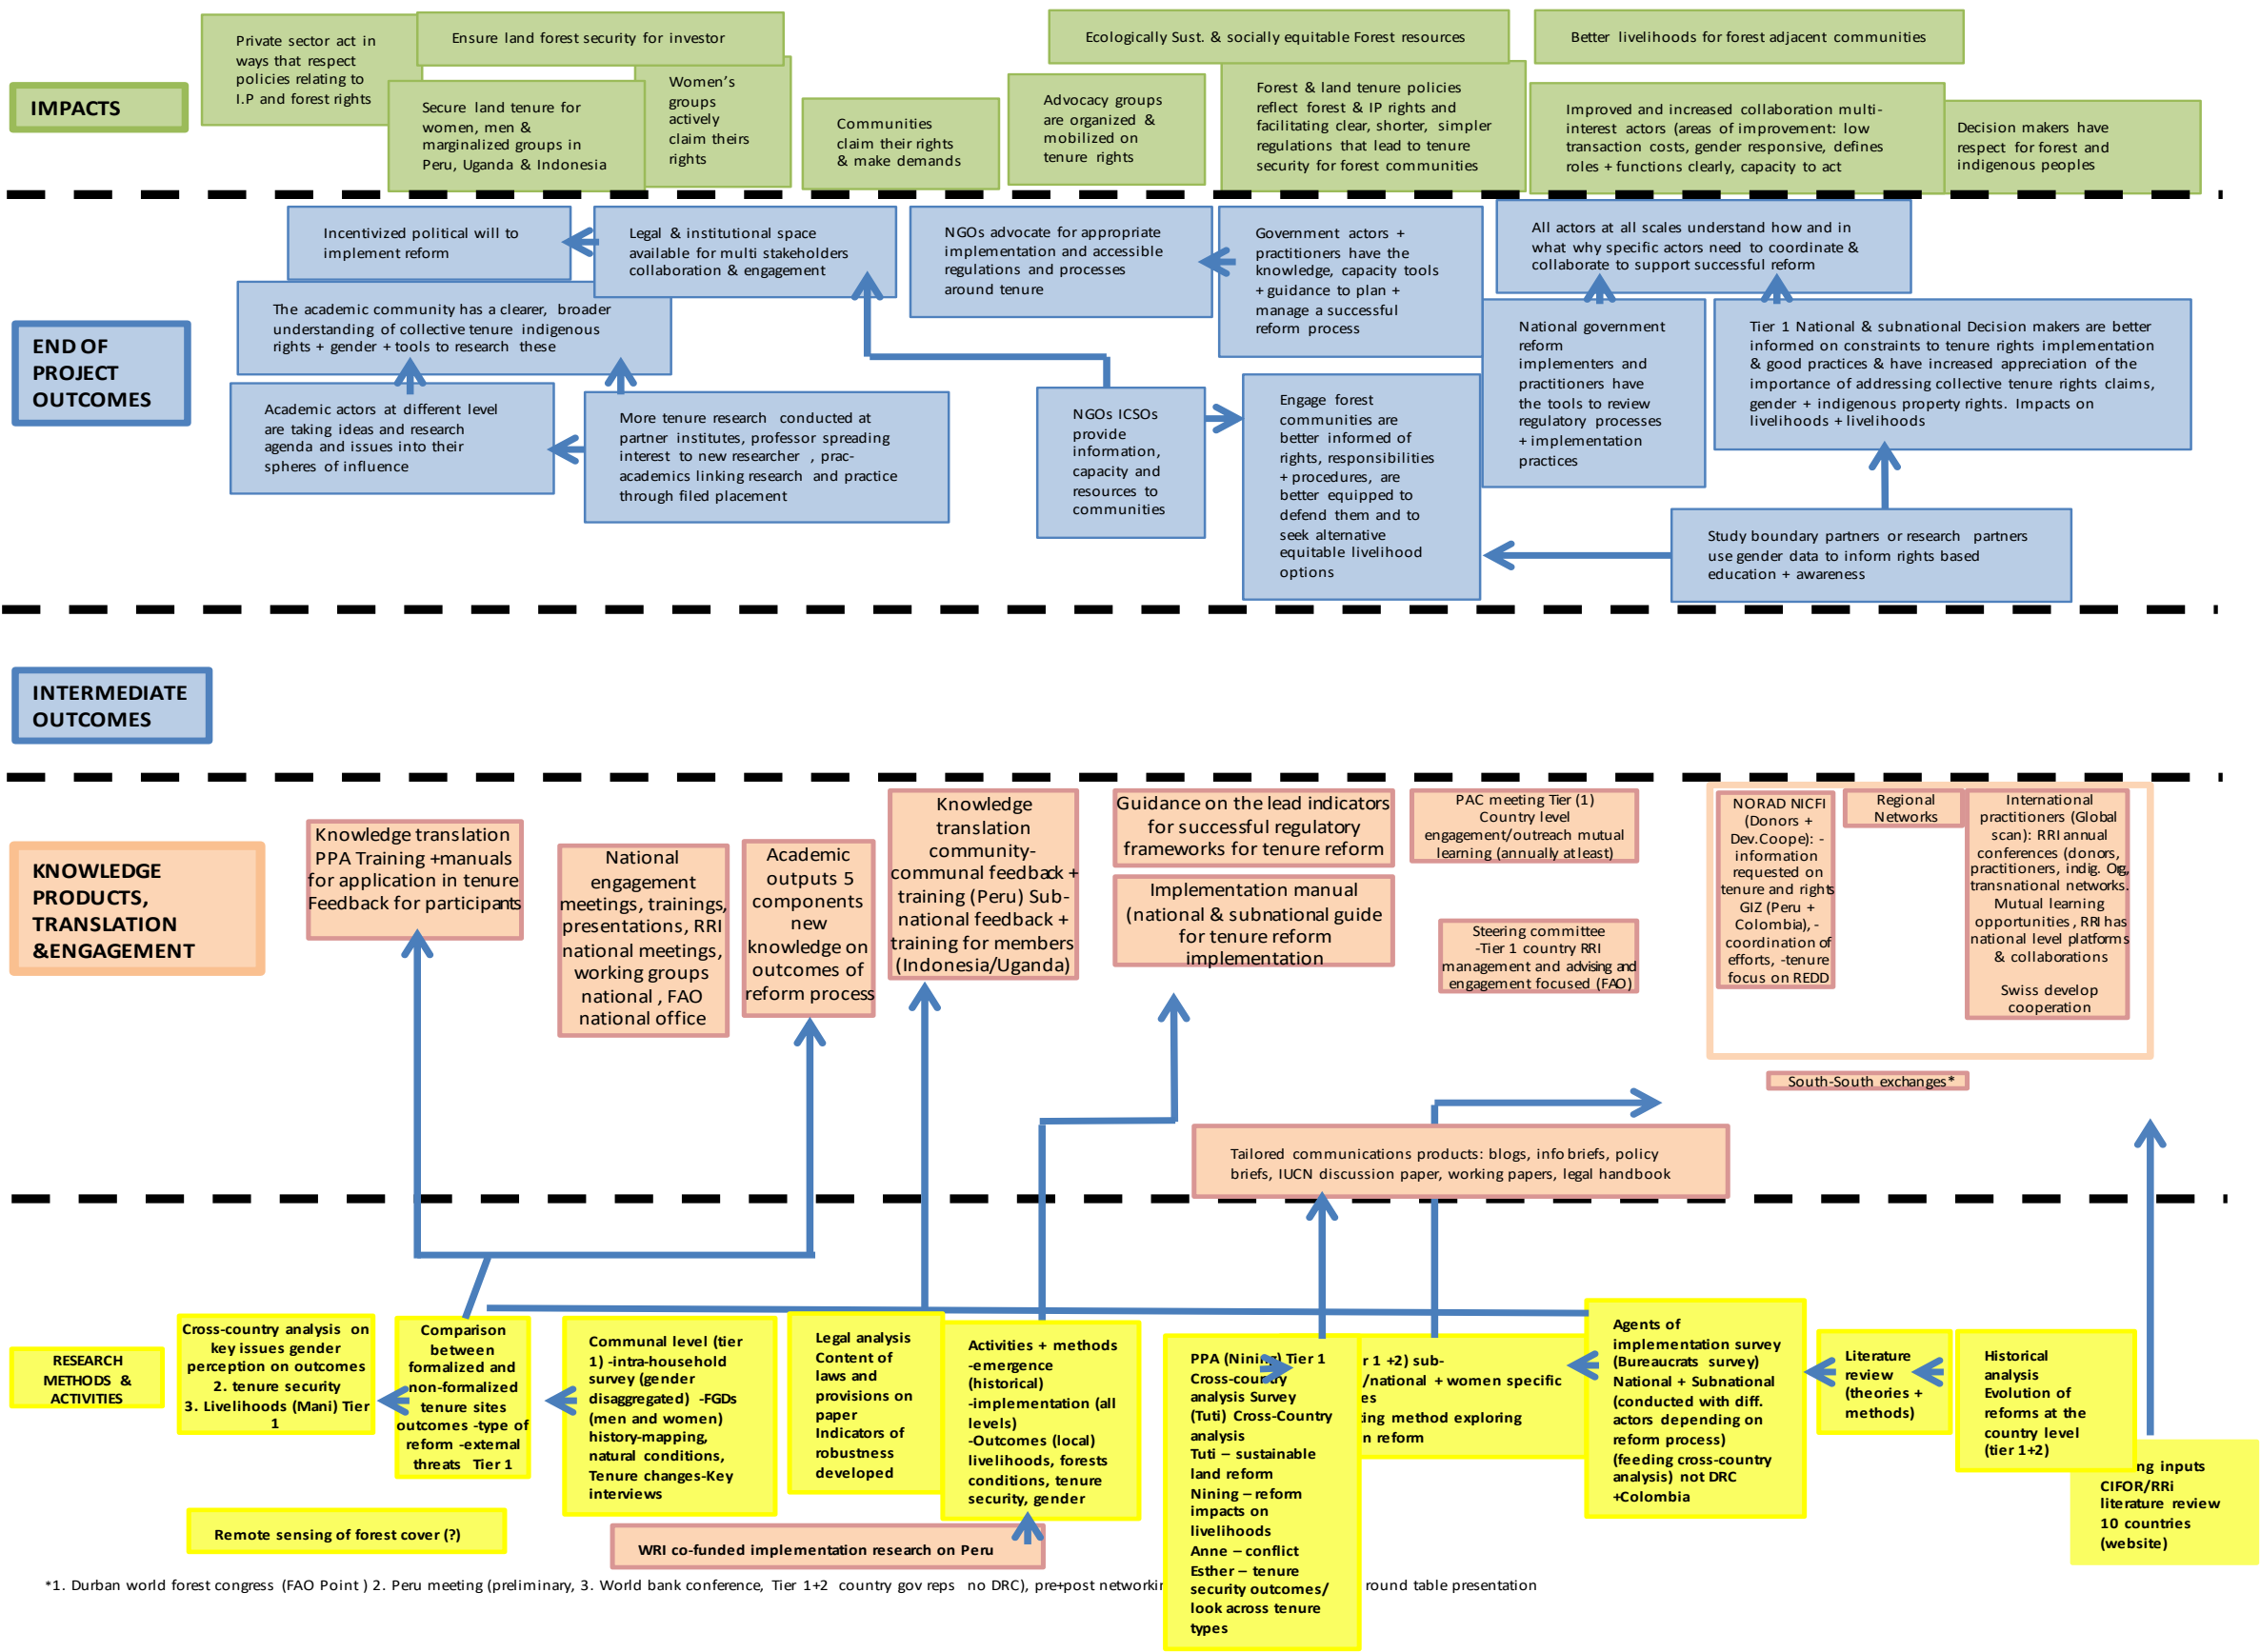 Private sector act in
ways that respect
policies relating to
I.P and forest rights
Ensure land forest security for investor
Secure land tenure for
women, men &
marginalized groups in
Peru, Uganda & Indonesia
Women's
groups
actively
claim theirs
rights
Communities
claim their rights
& make demands
Ecologically Sust. & socially equitable Forest resources
Advocacy groups
are organized &
mobilized on
tenure rights
Forest & land tenure policies
reflect forest & IP rights and
facilitating clear, shorter, simpler
regulations that lead to tenure
security for forest communities
Better livelihoods for forest adjacent communities
Improved and increased collaboration multi-
interest actors (areas of improvement: low
transaction costs, gender responsive, defines
roles + functions clearly, capacity to act
Decision makers have
respect for forest and
indigenous peoples
IMPACTS
END OF
PROJECT
OUTCOMES
Incentivized political will to
implement reform
Legal & institutional space
available for multi stakeholders
collaboration & engagement
The academic community has a clearer, broader
understanding of collective tenure indigenous
rights + gender + tools to research these
Academic actors at different level
are taking ideas and research
agenda and issues into their
spheres of influence
More tenure research conducted at
partner institutes, professor spreading
interest to new researcher , prac-
academics linking research and practice
through filed placement
NGOs advocate for appropriate
implementation and accessible
regulations and processes
around tenure
Government actors +
practitioners have the
knowledge, capacity tools
+ guidance to plan +
manage a successful
reform process
NGOs ICSOs
provide
information,
capacity and
resources to
communities
Engage forest
communities are
better informed of
rights, responsibilities
+ procedures, are
better equipped to
defend them and to
seek alternative
equitable livelihood
options
All actors at all scales understand how and in
what why specific actors need to coordinate &
collaborate to support successful reform
National government
reform
implementers and
practitioners have
the tools to review
regulatory processes
+ implementation
practices
Tier 1 National & subnational Decision makers are better
informed on constraints to tenure rights implementation
& good practices & have increased appreciation of the
importance of addressing collective tenure rights claims,
gender + indigenous property rights. Impacts on
livelihoods + livelihoods
Study boundary partners or research partners
use gender data to inform rights based
education + awareness
INTERMEDIATE
OUTCOMES
KNOWLEDGE
PRODUCTS,
TRANSLATION
&ENGAGEMENT
Knowledge translation
PPA Training +manuals
for application in tenure
Feedback for participants
National
engagement
meetings, trainings,
presentations, RRI
national meetings,
working groups
national , FAO
national office
Academic
outputs 5
components
new
knowledge on
outcomes of
reform process
Knowledge
translation
community-
communal feedback +
training (Peru) Sub-
national feedback +
training for members
(Indonesia/Uganda)
Guidance on the lead indicators
for successful regulatory
frameworks for tenure reform
Implementation manual
(national & subnational guide
for tenure reform
implementation
PAC meeting Tier (1)
Country level
engagement/outreach mutual
learning (annually at least)
Steering committee
-Tier 1 country RRI
management and advising and
engagement focused (FAO)
NORAD NICFI
(Donors +
Dev.Coope): -
information
requested on
tenure and rights
GIZ (Peru +
Colombia), -
coordination of
efforts, -tenure
focus on REDD
Regional
Networks
International
practitioners (Global
scan): RRI annual
conferences (donors,
practitioners, indig. Org,
transnational networks.
Mutual learning
opportunities, RRI has
national level platforms
& collaborations
Swiss develop
cooperation
South-South exchanges*
Tailored communications products: blogs, info briefs, policy
briefs, IUCN discussion paper, working papers, legal handbook
RESEARCH
METHODS &
ACTIVITIES
Cross-country analysis on
key issues gender
perception on outcomes
2. tenure security
3. Livelihoods (Mani) Tier
1
Comparison
between
formalized and
non-formalized
tenure sites
outcomes -type of
reform -external
threats Tier 1
Communal level (tier
1) -intra-household
survey (gender
disaggregated) -FGDs
(men and women)
history-mapping,
natural conditions,
Tenure changes-Key
interviews
Legal analysis
Content of
laws and
provisions on
paper
Indicators of
robustness
developed
Activities + methods
-emergence
(historical)
-implementation (all
levels)
-Outcomes (local)
livelihoods, forests
conditions, tenure
security, gender
PPA (Nining) Tier 1
Cross-country
analysis Survey
(Tuti) Cross-Country
analysis
Tuti – sustainable
land reform
Nining – reform
impacts on
livelihoods
Anne – conflict
Esther – tenure
security outcomes/
look across tenure
types
r 1 +2) sub-
/national + women specific
es
ing method exploring
n reform
Agents of
implementation survey
(Bureaucrats survey)
National + Subnational
(conducted with diff.
actors depending on
reform process)
(feeding cross-country
analysis) not DRC
+Colombia
Literature
review
(theories +
methods)
Historical
analysis
Evolution of
reforms at the
country level
(tier 1+2)
ng inputs
CIFOR/RRi
literature review
10 countries
(website)
Remote sensing of forest cover (?)
WRI co-funded implementation research on Peru
*1. Durban world forest congress (FAO Point ) 2. Peru meeting (preliminary, 3. World bank conference, Tier 1+2 country gov reps no DRC), pre+post networkin round table presentation